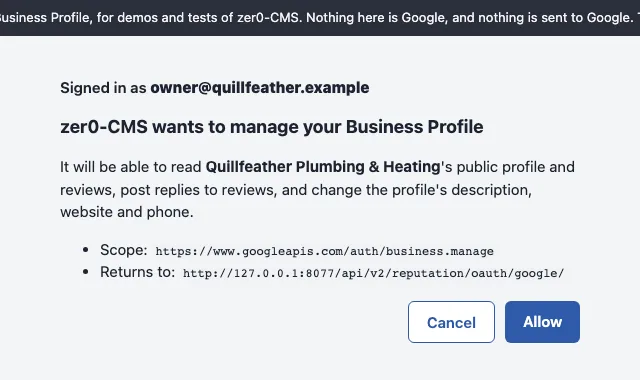 usiness Profile, for demos and tests of zer0-CMS. Nothing here is Google, and nothing is sent to Google.
Signed in as owner@quillfeather.example
zer0-CMS wants to manage your Business Profile
It will be able to read Quillfeather Plumbing & Heating's public profile and
reviews, post replies to reviews, and change the profile's description,
website and phone.
• Scope: https://www.googleapis.com/auth/business.manage
• Returns to: http://127.0.0.1:8077/api/v2/reputation/oauth/google/
Cancel Allow